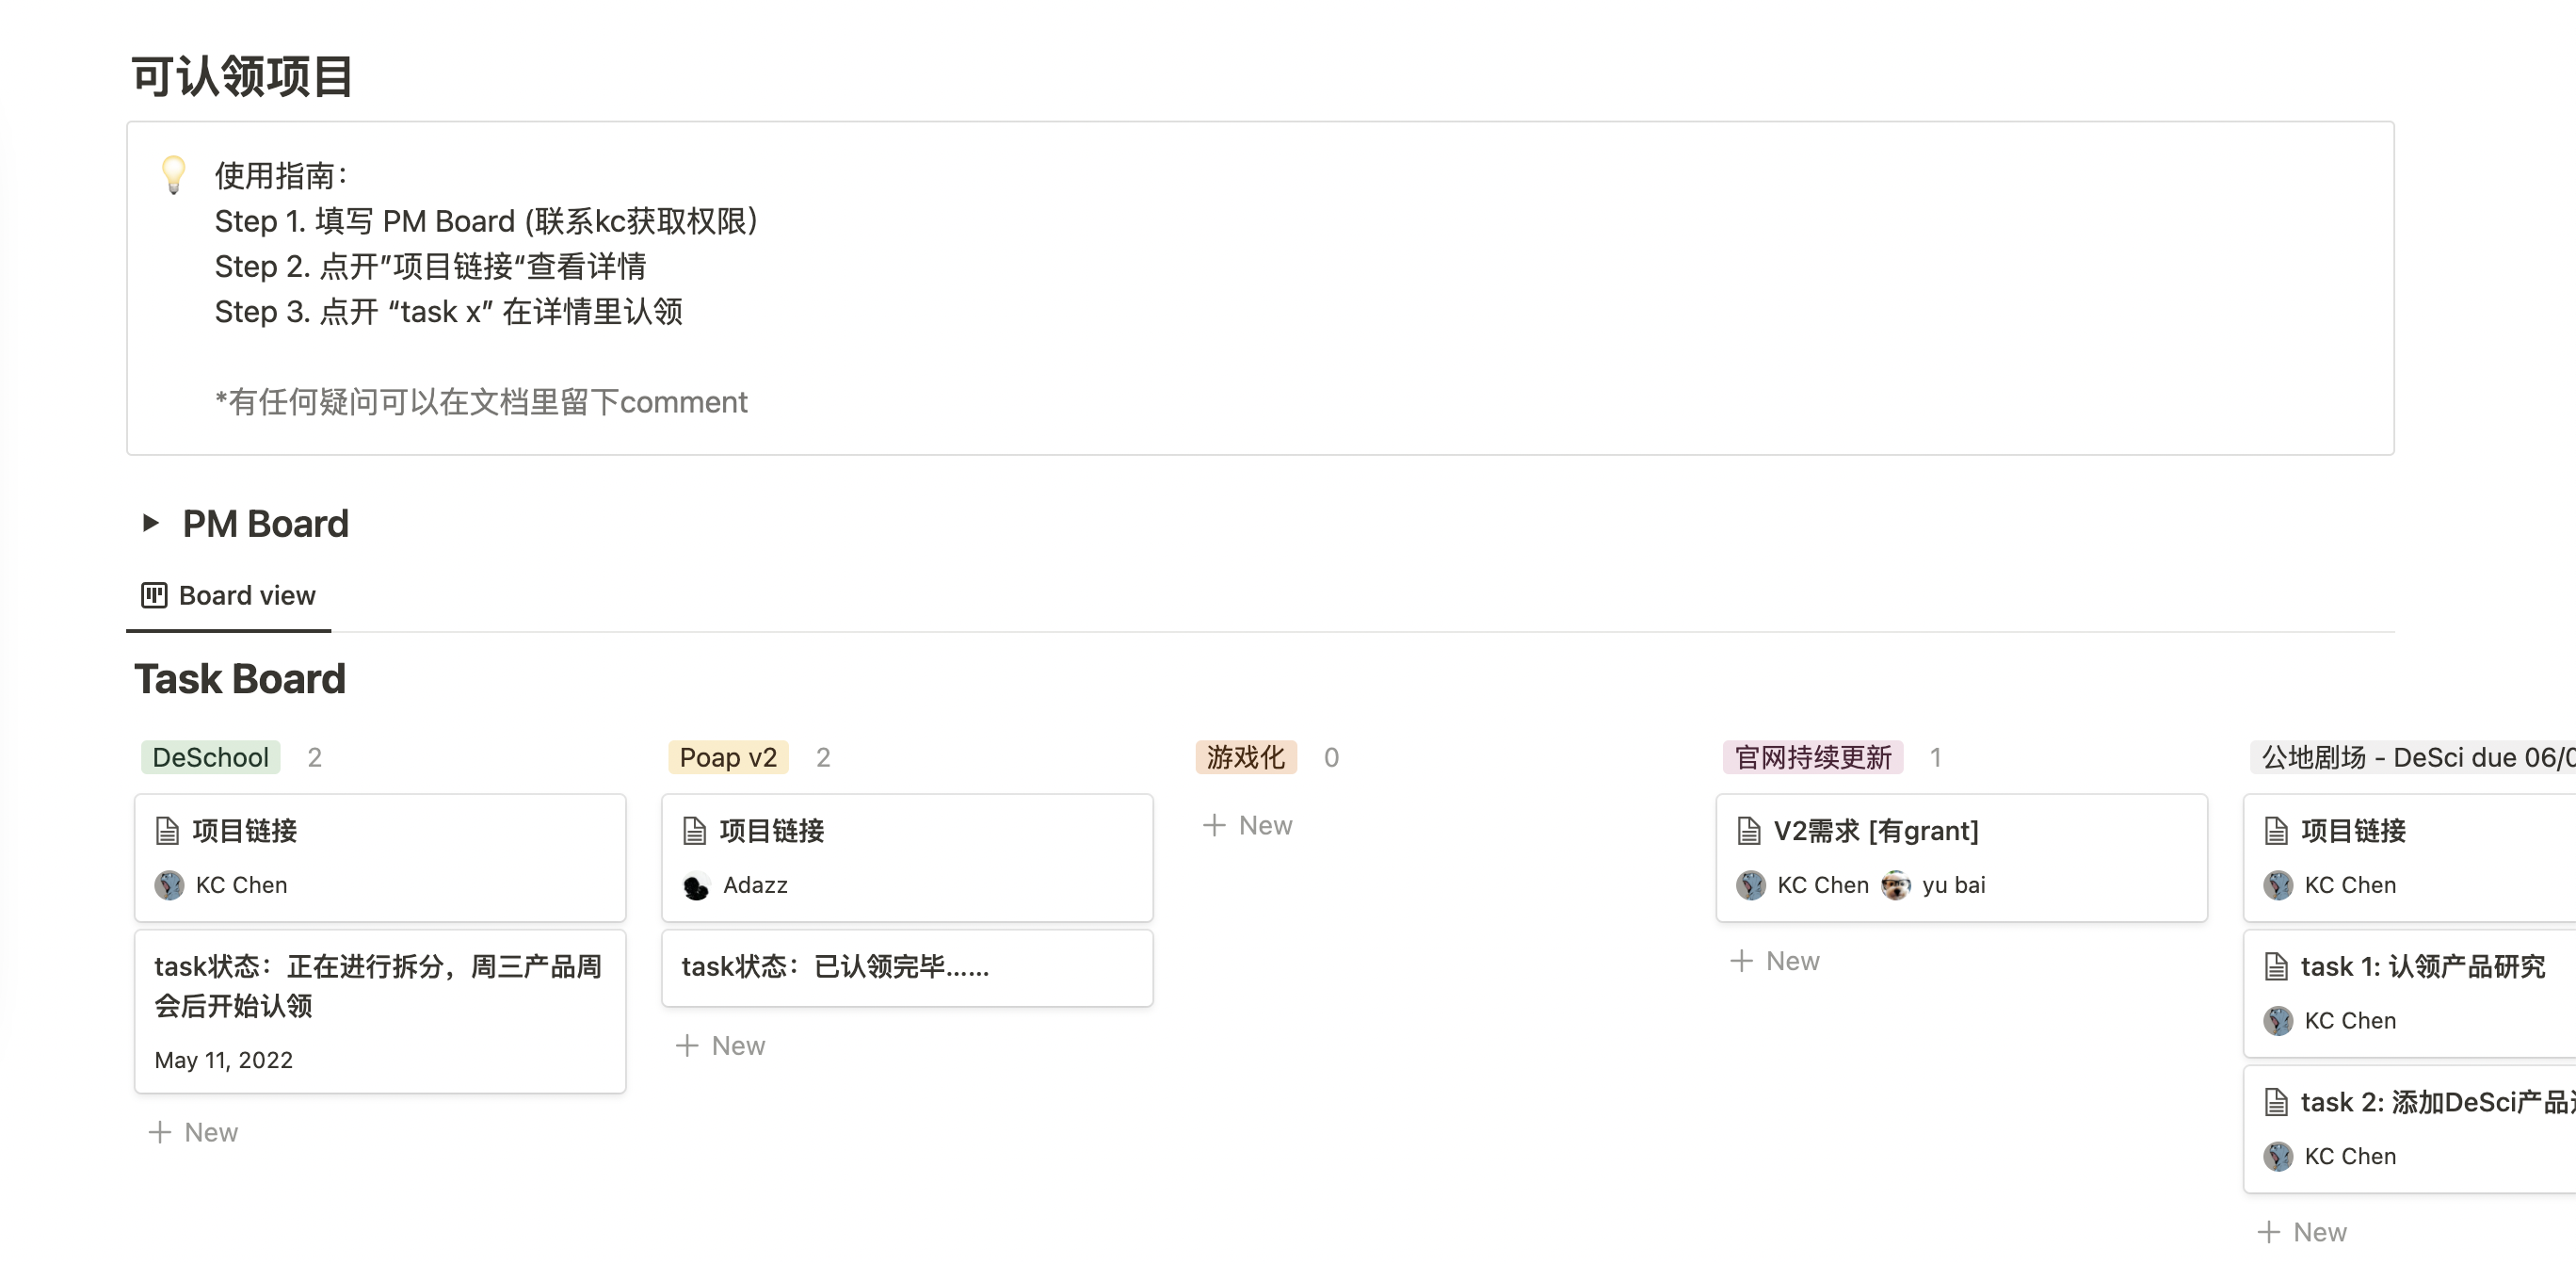 可认领项目
使用指南：
Step 1. 填写 PM Board (联系kc获取权限）
Step 2. 点开”项目链接“查看详情
Step 3. 点开 “task x” 在详情里认领
*有任何疑问可以在文档里留下comment
PM Board
Board view
Task Board
DeSchool 2
项目链接
KC Chen
task状态：正在进行拆分，周三产品周
会后开始认领
May 11, 2022
New
Poap v2 2
项目链接
Adazz
task状态：已认领完毕......
New
游戏化 0
New
官网持续更新 1
V2需求 [有grant]
KC Chen yu bai
New
公地剧场 - DeSci due
项目链接
KC Chen
task 1: 认领产品研究
KC Chen
task 2: 添加DeSci产品
KC Chen
New